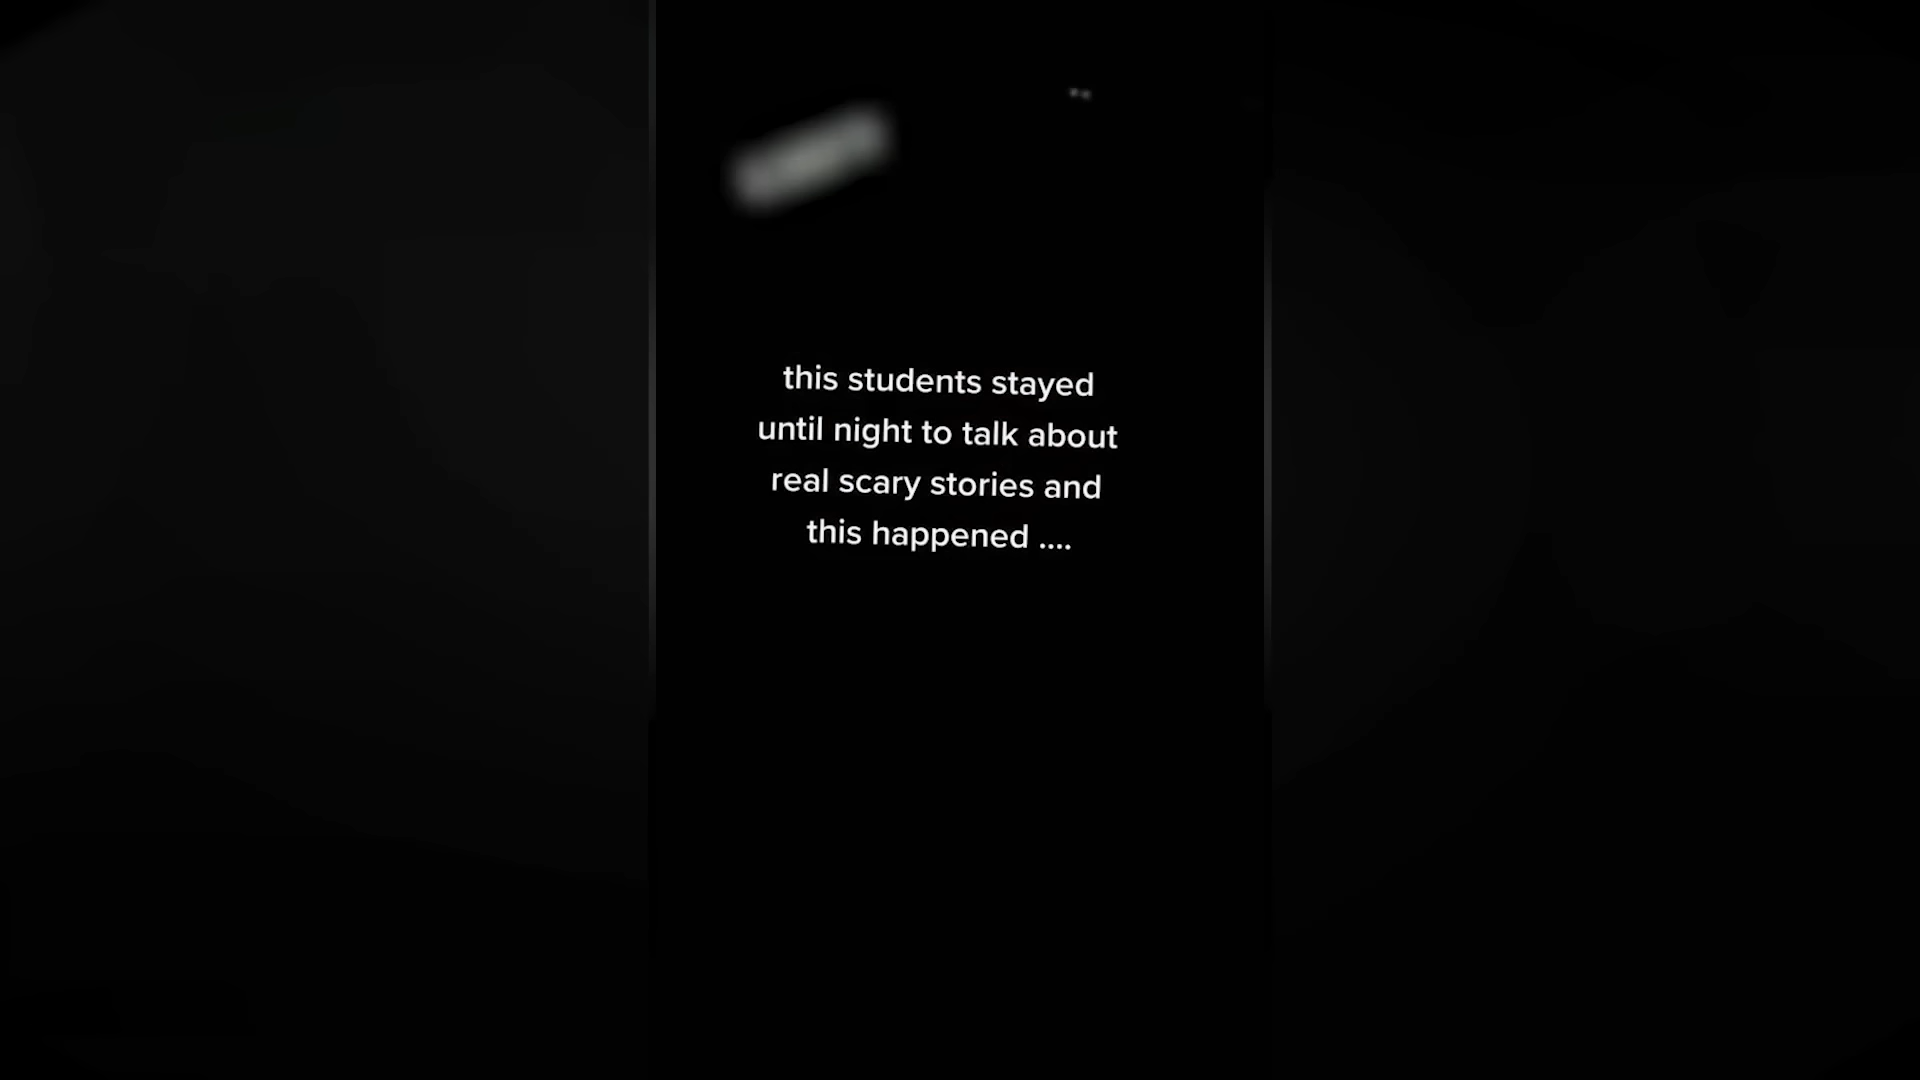 this students stayed
until night to talk about
real scary stories and
this happened ....